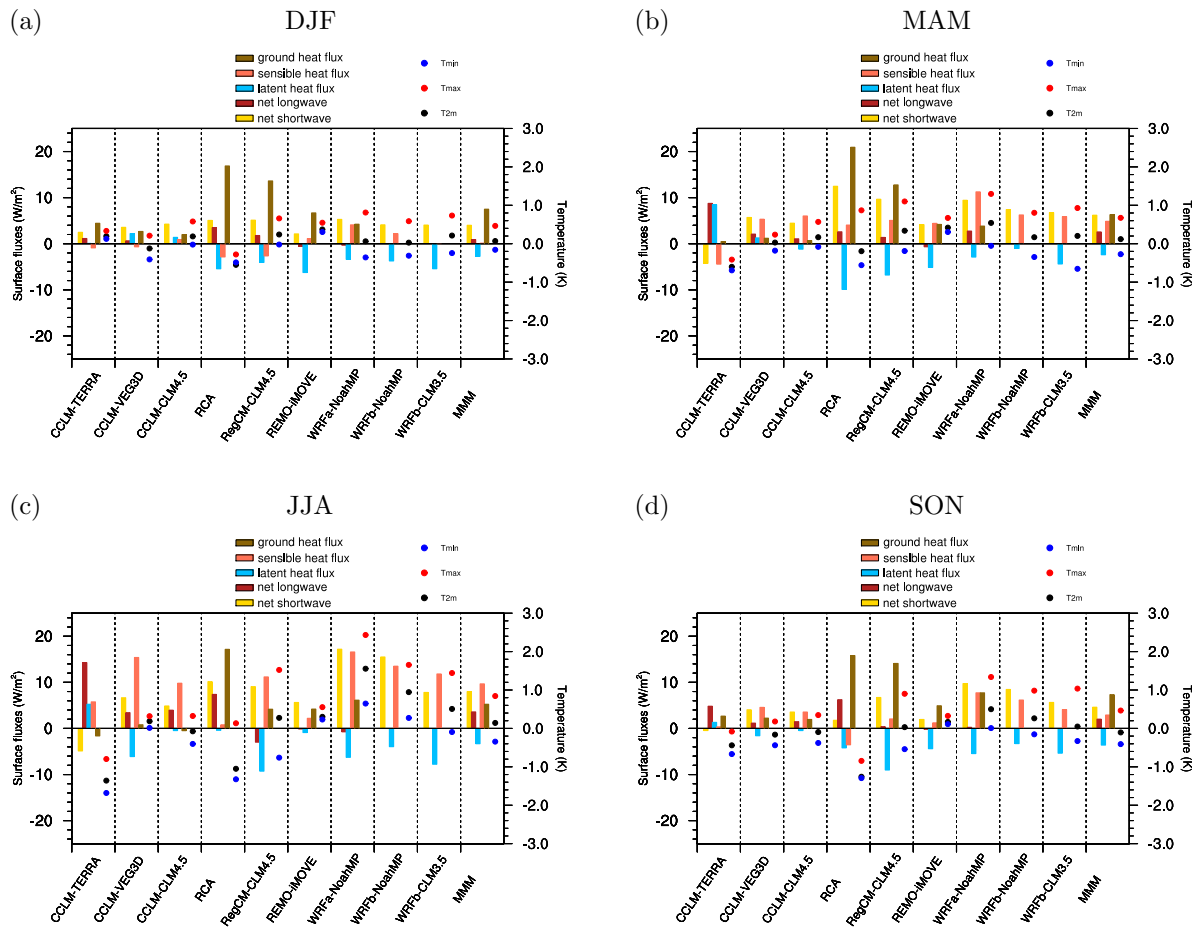 (a) DJF
ground heat flux
sensible heat flux
latent heat flux
net longwave
net shortwave
Tmin
Tmax
T2m
Surface fluxes (W/m²)
20
10
0
-10
-20
3.0
2.0
1.0
0.0
-1.0
-2.0
-3.0
Temperature (K)
CCLM-TERRA
CCLM-VEG3D
CCLM-CLM4.5
RCA
RegCM-CLM4.5
REMO-iMOVE
WRFa-NoahMP
WRFb-NoahMP
WRFb-CLM3.5
MMM
(b) MAM
ground heat flux
sensible heat flux
latent heat flux
net longwave
net shortwave
Tmin
Tmax
T2m
Surface fluxes (W/m²)
20
10
0
-10
-20
3.0
2.0
1.0
0.0
-1.0
-2.0
-3.0
Temperature (K)
CCLM-TERRA
CCLM-VEG3D
CCLM-CLM4.5
RCA
RegCM-CLM4.5
REMO-iMOVE
WRFa-NoahMP
WRFb-NoahMP
WRFb-CLM3.5
MMM
(c) JJA
ground heat flux
sensible heat flux
latent heat flux
net longwave
net shortwave
Tmin
Tmax
T2m
Surface fluxes (W/m²)
20
10
0
-10
-20
3.0
2.0
1.0
0.0
-1.0
-2.0
-3.0
Temperature (K)
CCLM-TERRA
CCLM-VEG3D
CCLM-CLM4.5
RCA
RegCM-CLM4.5
REMO-iMOVE
WRFa-NoahMP
WRFb-NoahMP
WRFb-CLM3.5
MMM
(d) SON
ground heat flux
sensible heat flux
latent heat flux
net longwave
net shortwave
Tmin
Tmax
T2m
Surface fluxes (W/m²)
20
10
0
-10
-20
3.0
2.0
1.0
0.0
-1.0
-2.0
-3.0
Temperature (K)
CCLM-TERRA
CCLM-VEG3D
CCLM-CLM4.5
RCA
RegCM-CLM4.5
REMO-iMOVE
WRFa-NoahMP
WRFb-NoahMP
WRFb-CLM3.5
MMM